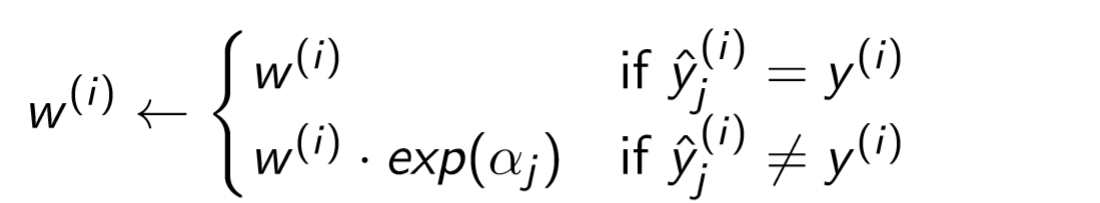 w^(i) ← { w^(i) if ŷ_j^(i) = y^(i)
w^(i) · exp(α_j) if ŷ_j^(i) ≠ y^(i)